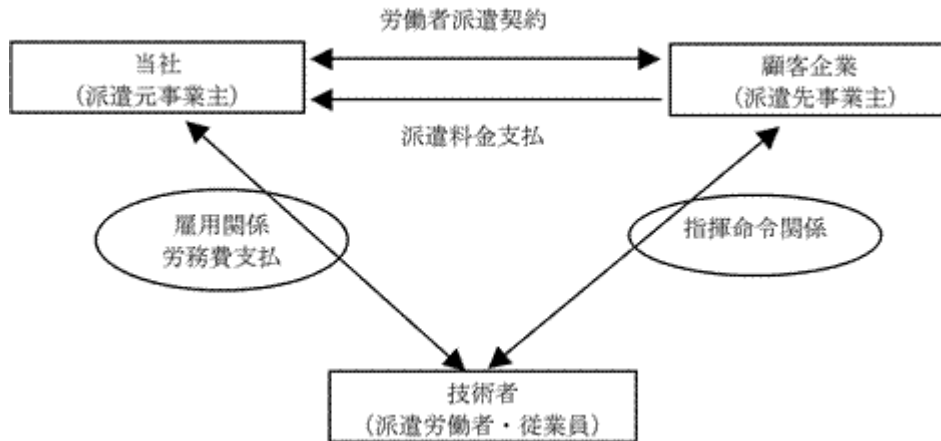 労働者派遣契約
当社
(派遣元事業主)
顧客企業
(派遣先事業主)
派遣料金支払
雇用関係
労務費支払
指揮命令関係
技術者
(派遣労働者・従業員)